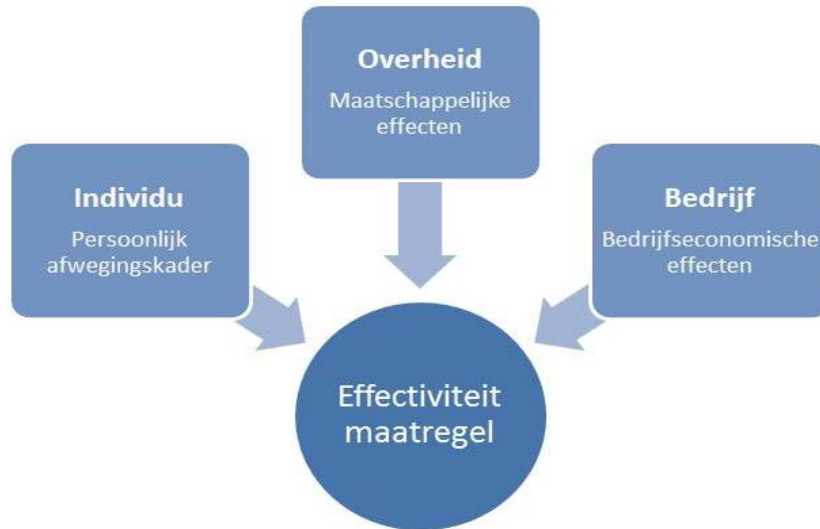 Overheid
Maatschappelijke
effecten
Individu
Persoonlijk
afwegingskader
Bedrijf
Bedrijfseconomische
effecten
Effectiviteit
maatregel